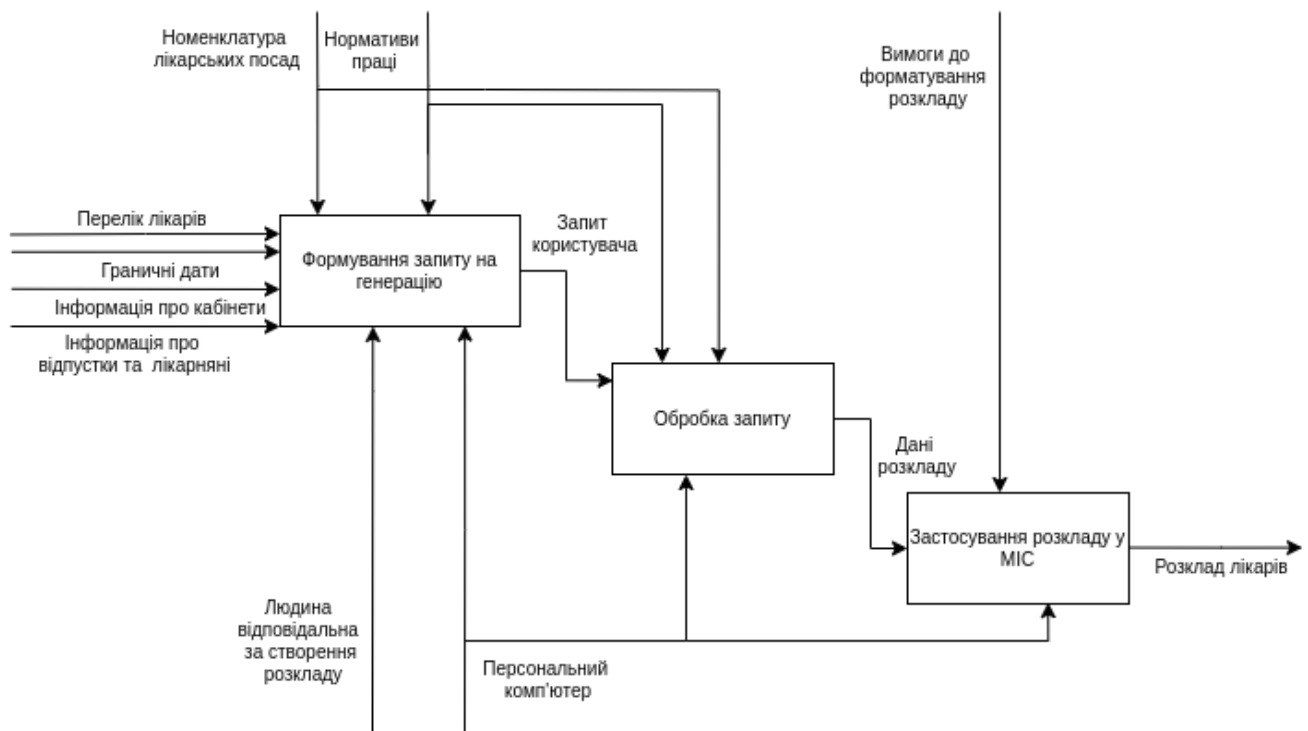 Номенклатура
лікарських посад
Нормативи
праці
Вимоги до
форматування
розкладу
Перелік лікарів
Граничні дати
Інформація про кабінети
Інформація про
відпустки та лікарняні
Формування запиту на
генерацію
Запит
користувача
Обробка запиту
Дані
розкладу
Застосування розкладу у
МІС
Розклад лікарів
Людина
відповідальна
за створення
розкладу
Персональний
комп'ютер